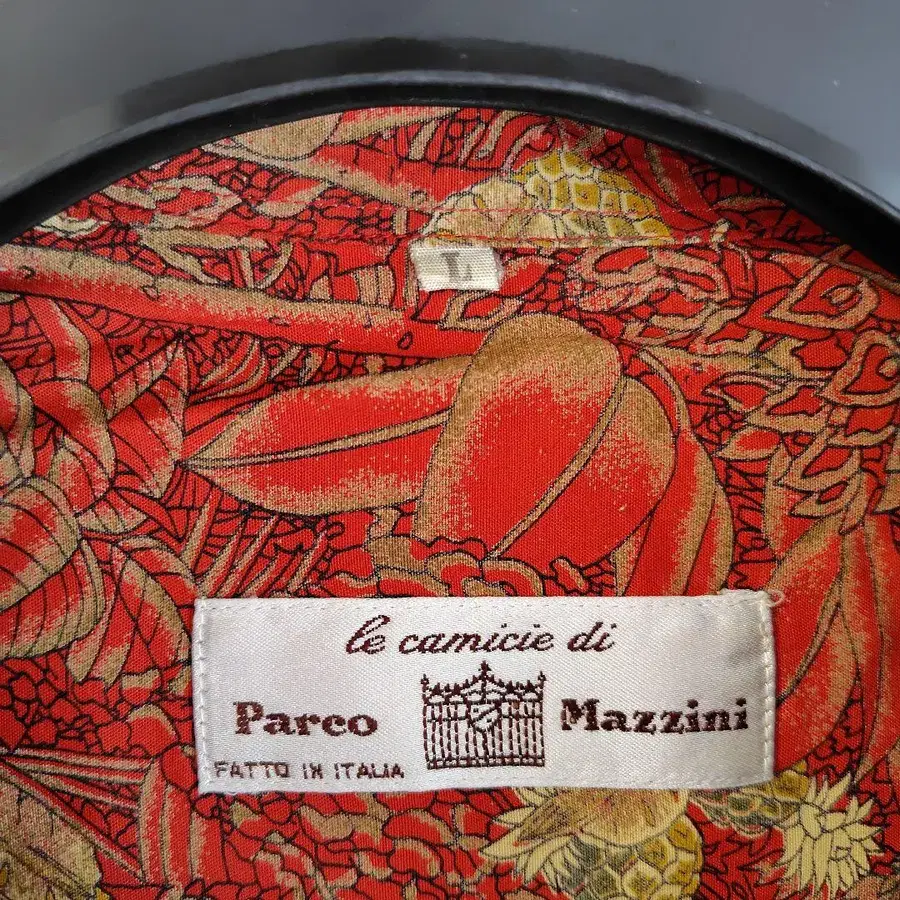 L
le camicie di
Parco Mazzini
FATTO IN ITALIA